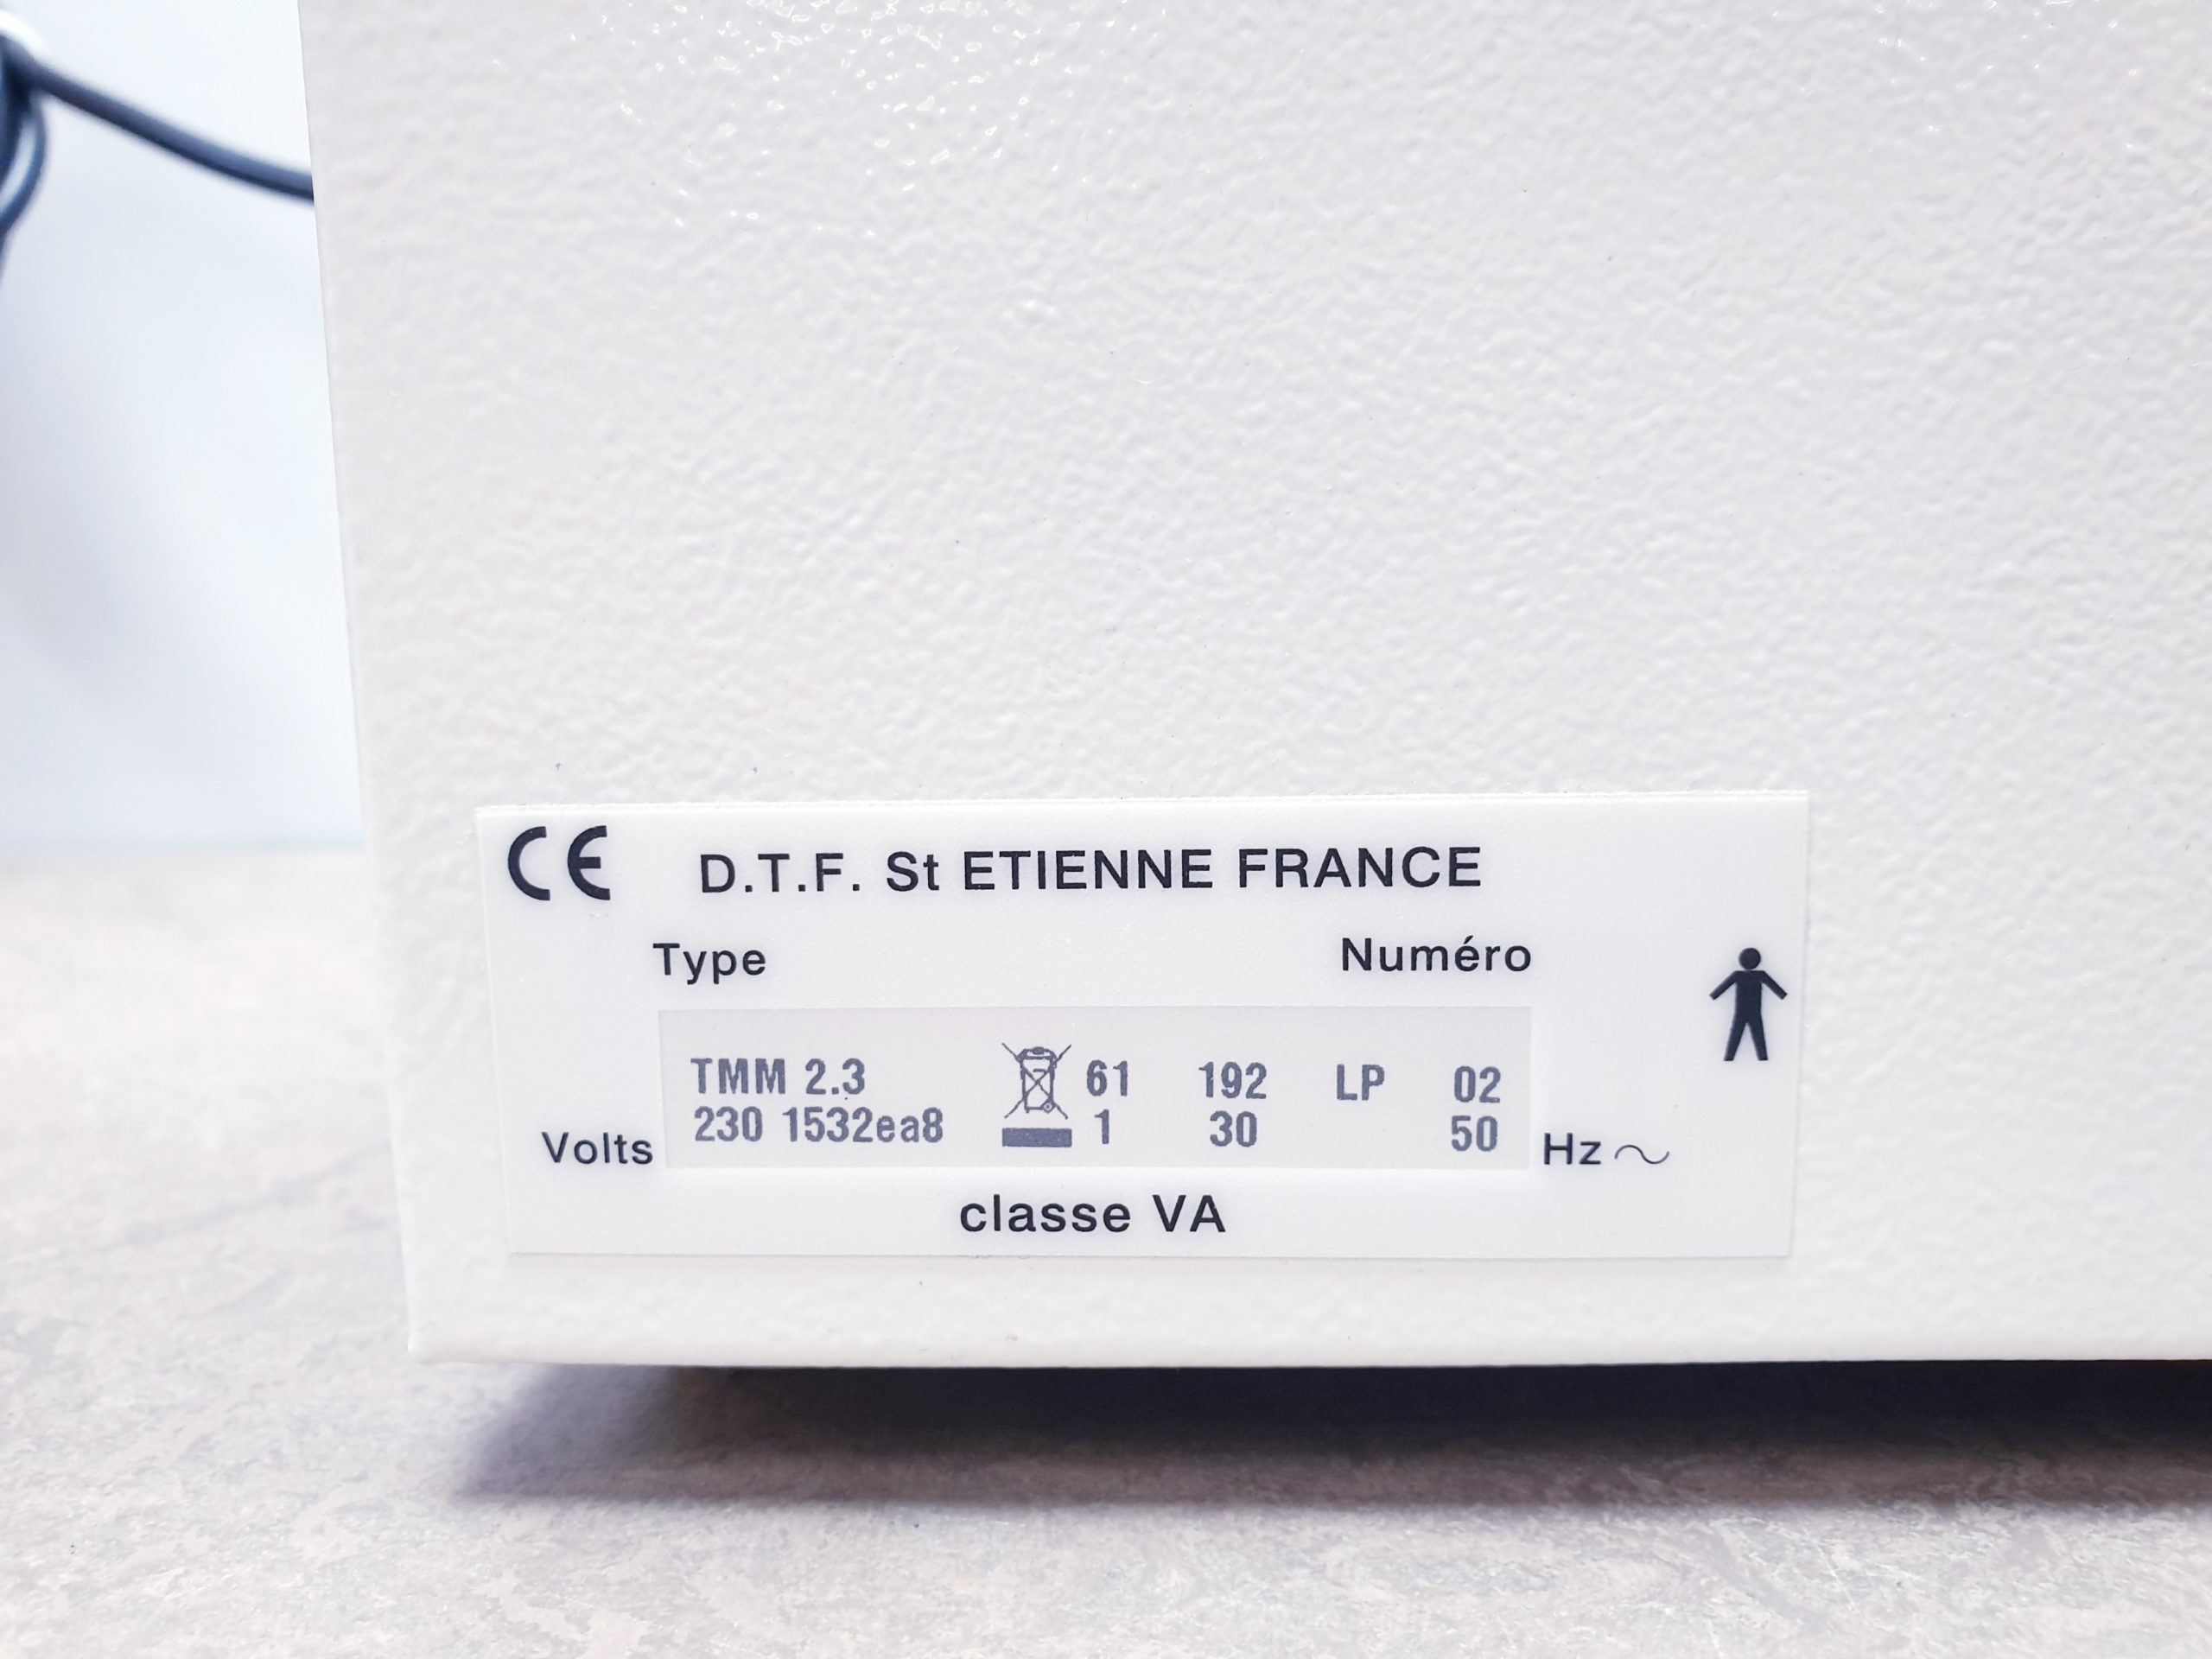 CE D.T.F. St ETIENNE FRANCE
Type Numéro
TMM 2.3 61 192 LP 02
Volts 230 1532ea8 1 30 50 Hz ~
classe VA